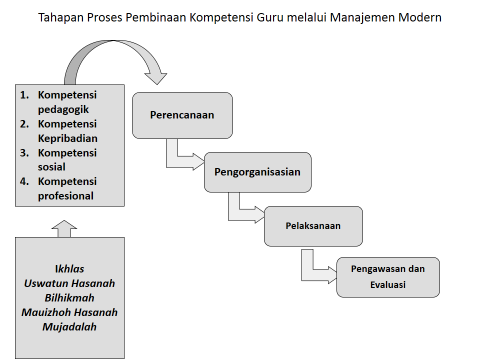 Tahapan Proses Pembinaan Kompetensi Guru melalui Manajemen Modern
1. Kompetensi
pedagogik
2. Kompetensi
Kepribadian
3. Kompetensi
sosial
4. Kompetensi
profesional
Perencanaan
Pengorganisasian
Pelaksanaan
Pengawasan dan
Evaluasi
Ikhlas
Uswatun Hasanah
Bilhikmah
Mauizhoh Hasanah
Mujadalah